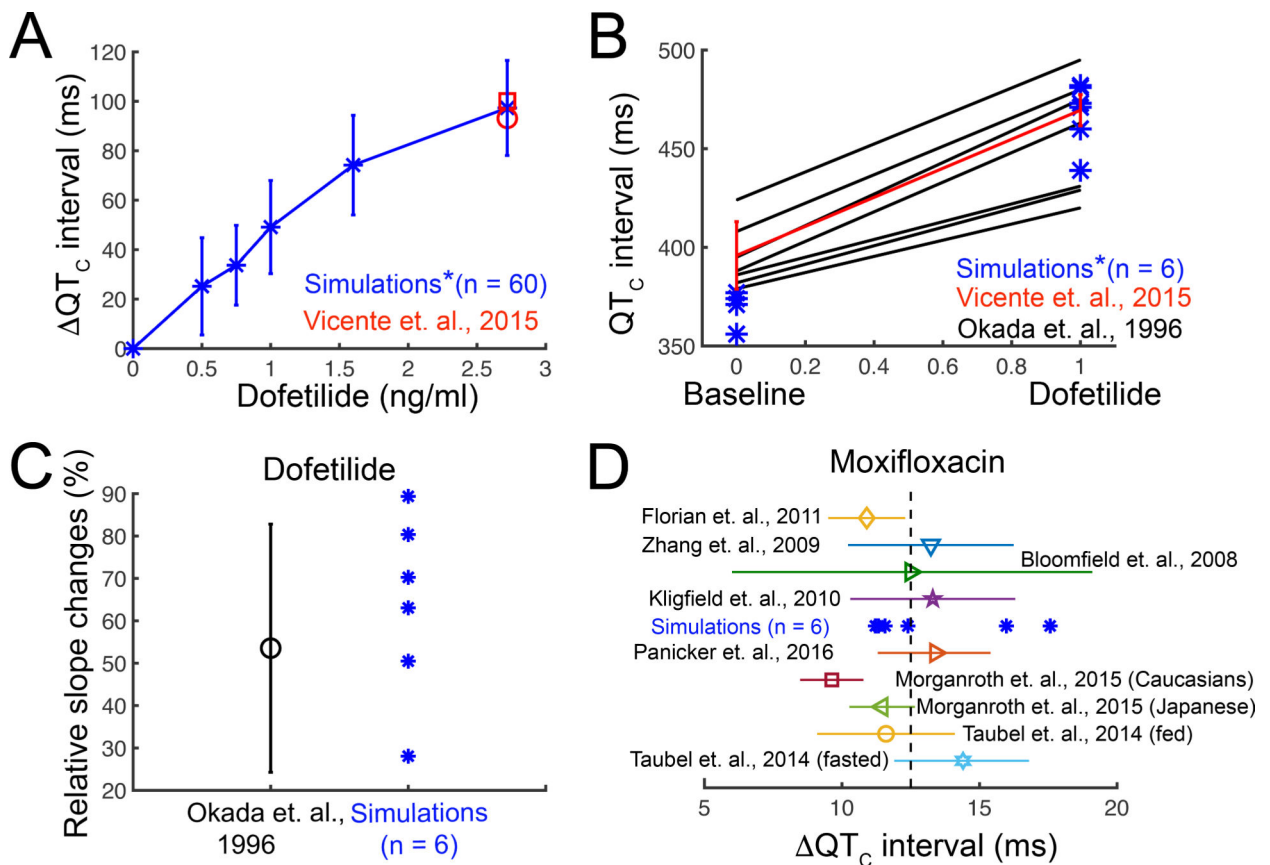 A
ΔQT_C interval (ms)
120
100
80
60
40
20
0
0 0.5 1 1.5 2 2.5 3
Dofetilide (ng/ml)
Simulations* (n = 60)
Vicente et. al., 2015
B
QT_C interval (ms)
500
450
400
350
0 0.2 0.4 0.6 0.8 1
Baseline Dofetilide
Simulations* (n = 6)
Vicente et. al., 2015
Okada et. al., 1996
C
Dofetilide
Relative slope changes (%)
90
80
70
60
50
40
30
20
Okada et. al.,
1996
Simulations
(n = 6)
D
Moxifloxacin
Florian et. al., 2011
Zhang et. al., 2009
Bloomfield et. al., 2008
Kligfield et. al., 2010
Simulations (n = 6)
Panicker et. al., 2016
Morganroth et. al., 2015 (Caucasians)
Morganroth et. al., 2015 (Japanese)
Taubel et. al., 2014 (fed)
Taubel et. al., 2014 (fasted)
5 10 15 20
ΔQT_C interval (ms)